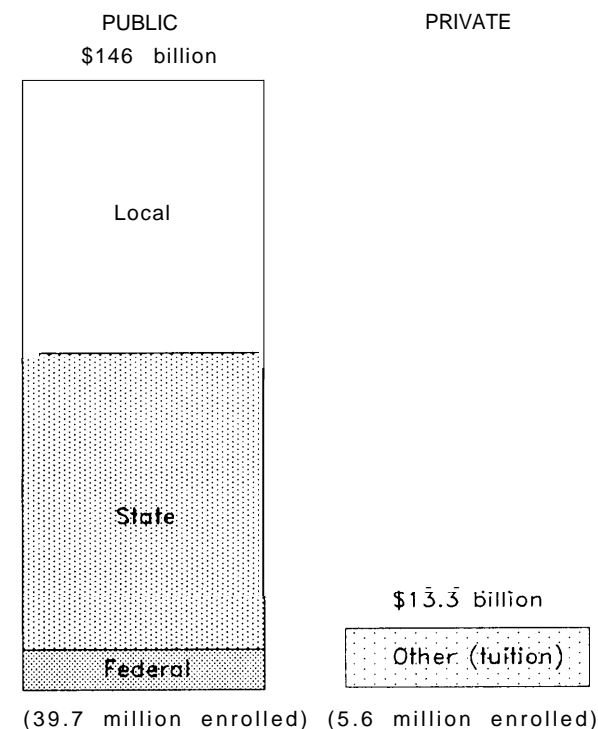 PUBLIC PRIVATE
$146 billion
Local
State
$13.3 billion
Federal
Other (tuition)
(39.7 million enrolled) (5.6 million enrolled)